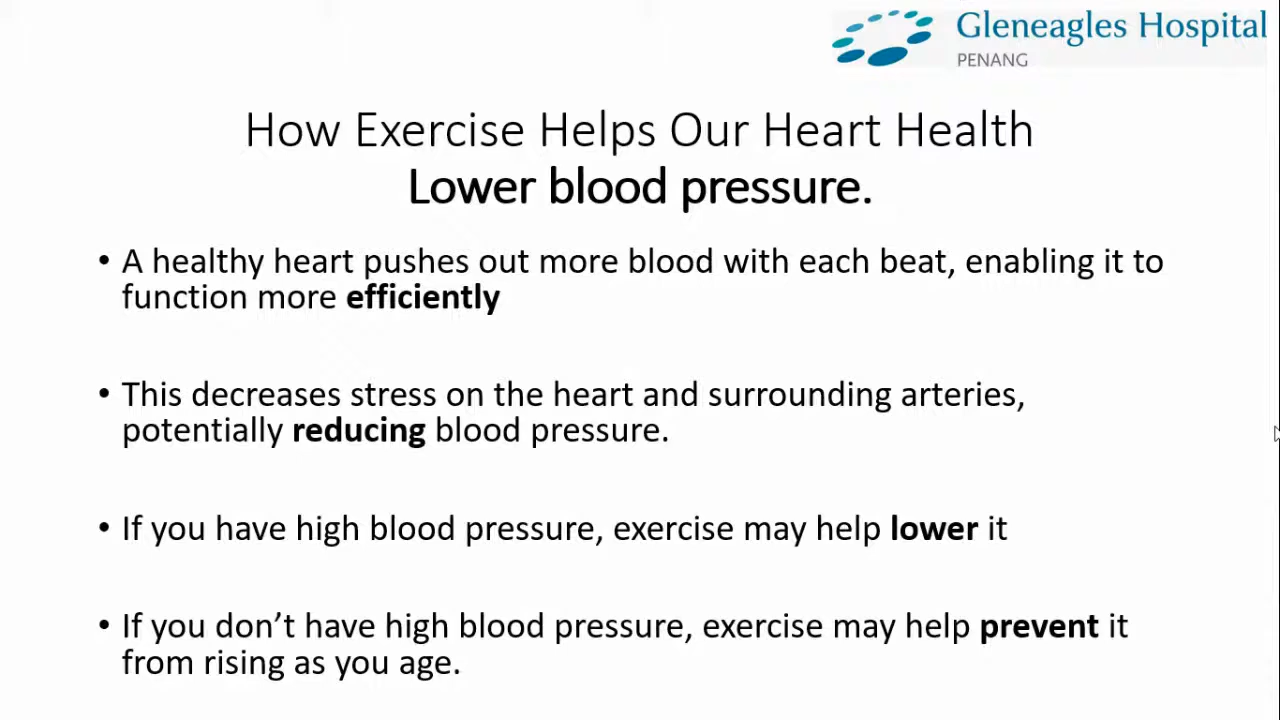 Gleneagles Hospital
PENANG
How Exercise Helps Our Heart Health
Lower blood pressure.
• A healthy heart pushes out more blood with each beat, enabling it to
function more efficiently
• This decreases stress on the heart and surrounding arteries,
potentially reducing blood pressure.
• If you have high blood pressure, exercise may help lower it
• If you don’t have high blood pressure, exercise may help prevent it
from rising as you age.